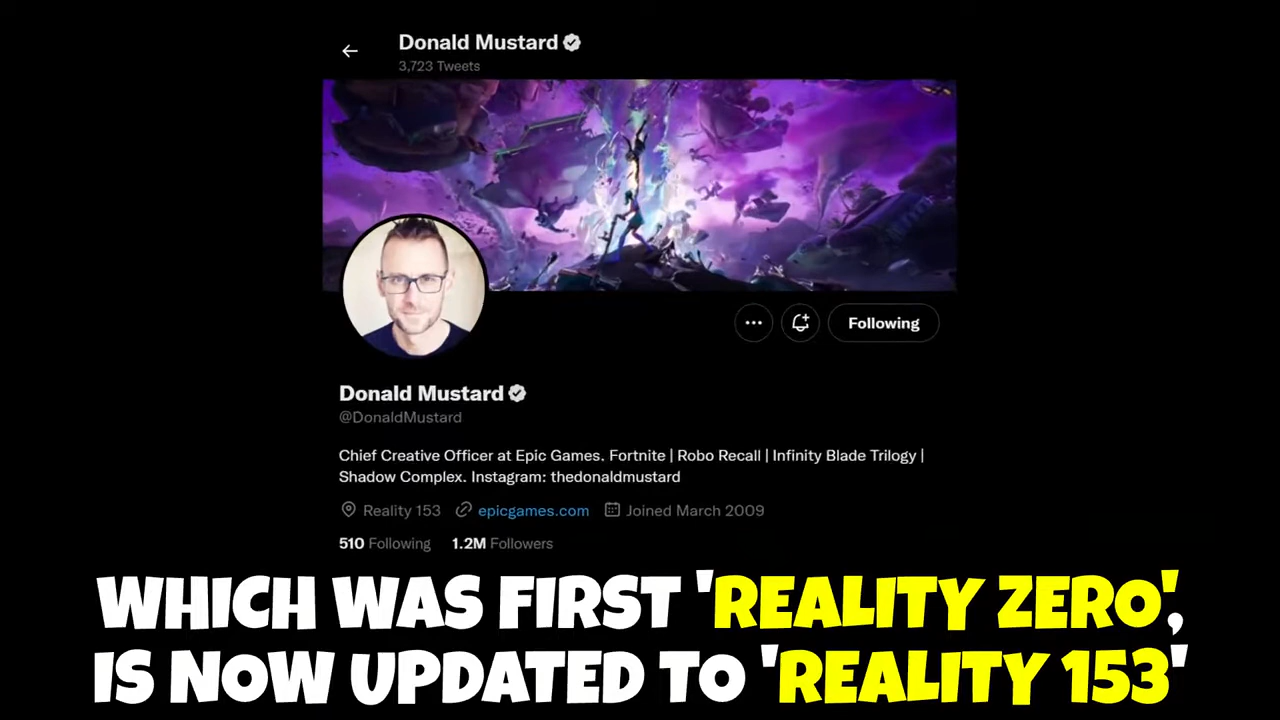 Donald Mustard
3,723 Tweets
Following
Donald Mustard
@DonaldMustard
Chief Creative Officer at Epic Games. Fortnite | Robo Recall | Infinity Blade Trilogy |
Shadow Complex. Instagram: thedonaldmustard
Reality 153 epicgames.com Joined March 2009
510 Following 1.2M Followers
WHICH WAS FIRST 'REALITY ZERO',
IS NOW UPDATED TO 'REALITY 153'